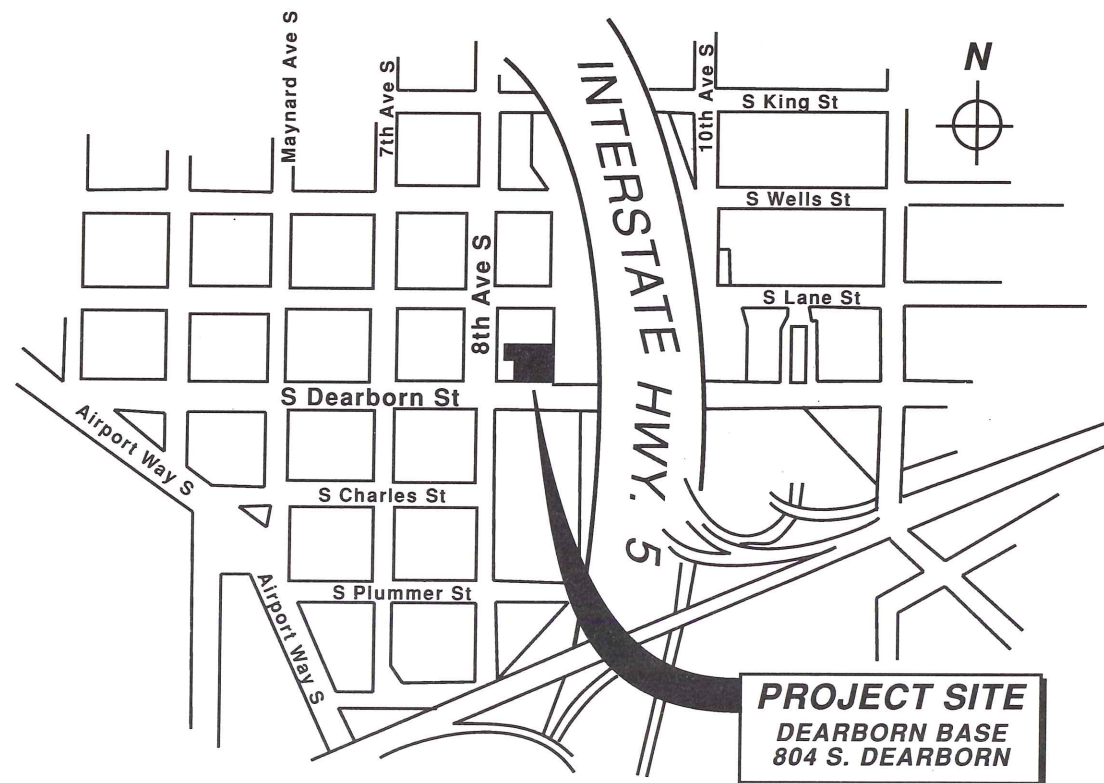 Maynard Ave S
7th Ave S
10th Ave S
N
S King St
S Wells St
S Lane St
8th Ave S
INTERSTATE HWY. 5
S Dearborn St
Airport Way S
S Charles St
Airport Way S
S Plummer St
PROJECT SITE
DEARBORN BASE
804 S. DEARBORN